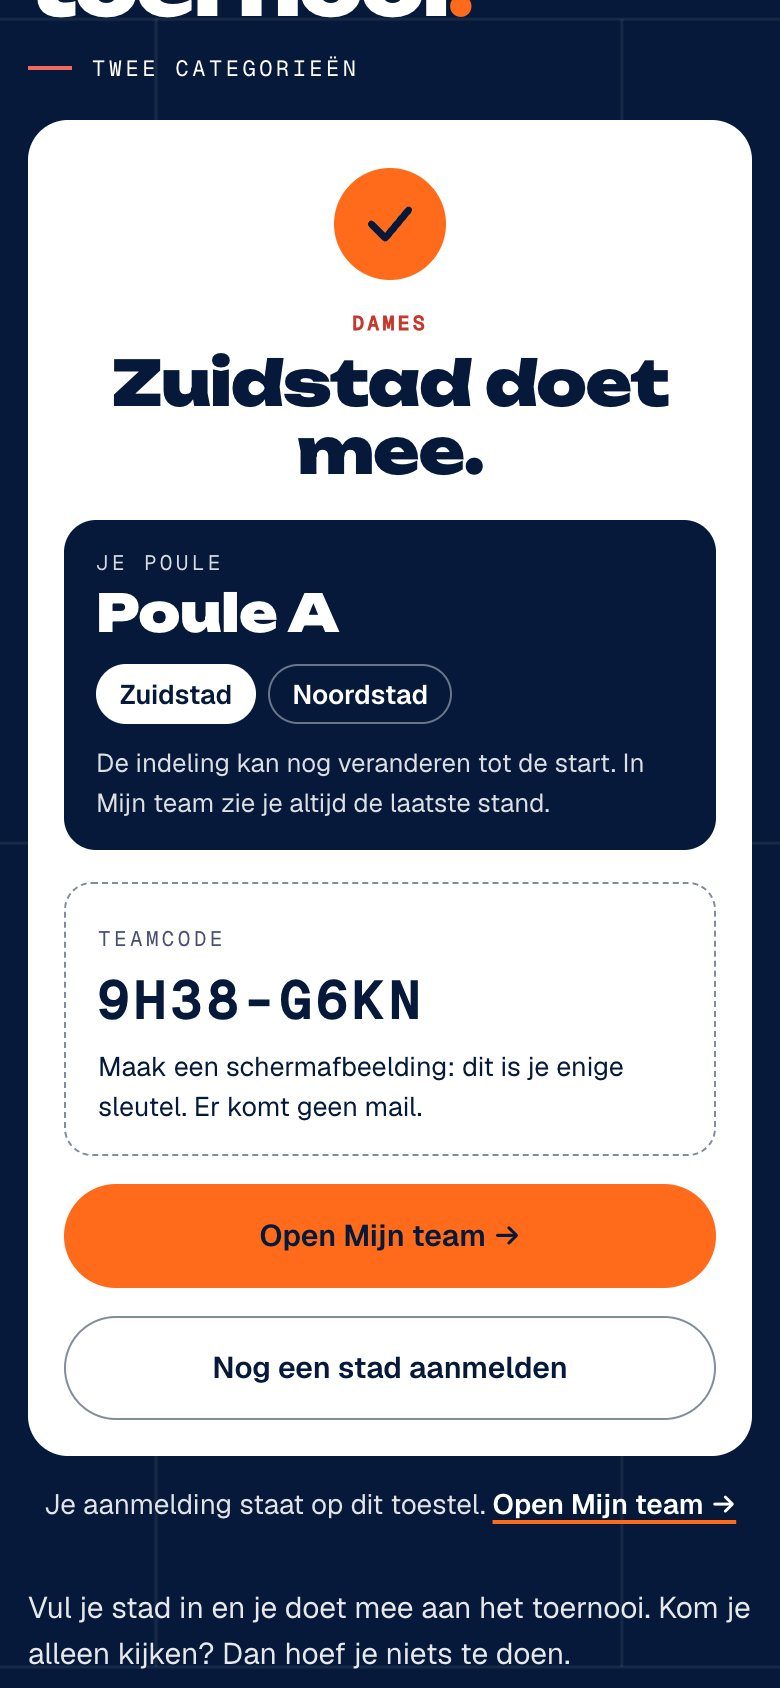 toernooi.
TWEE CATEGORIEËN
DAMES
Zuidstad doet
mee.
JE POULE
Poule A
Zuidstad Noordstad
De indeling kan nog veranderen tot de start. In
Mijn team zie je altijd de laatste stand.
TEAMCODE
9H38-G6KN
Maak een schermafbeelding: dit is je enige
sleutel. Er komt geen mail.
Open Mijn team →
Nog een stad aanmelden
Je aanmelding staat op dit toestel. Open Mijn team →
Vul je stad in en je doet mee aan het toernooi. Kom je
alleen kijken? Dan hoef je niets te doen.